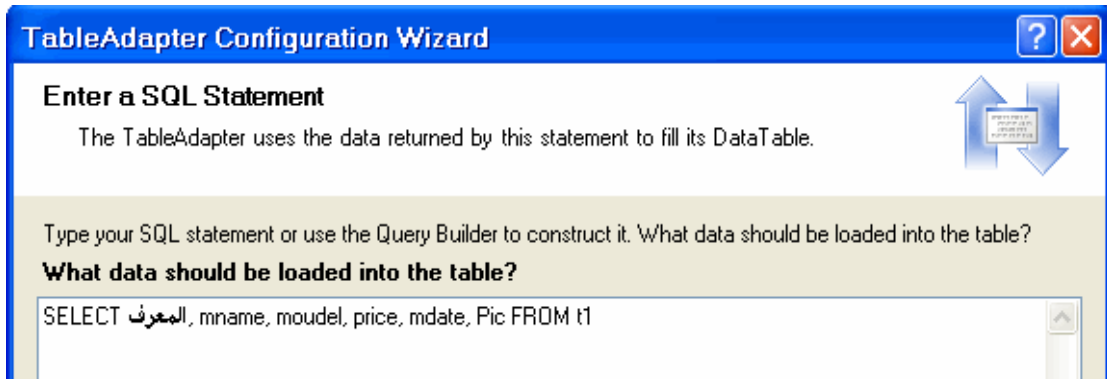 TableAdapter Configuration Wizard
Enter a SQL Statement
The TableAdapter uses the data returned by this statement to fill its DataTable.
Type your SQL statement or use the Query Builder to construct it. What data should be loaded into the table?
What data should be loaded into the table?
SELECT المعرف, mname, moudel, price, mdate, Pic FROM t1